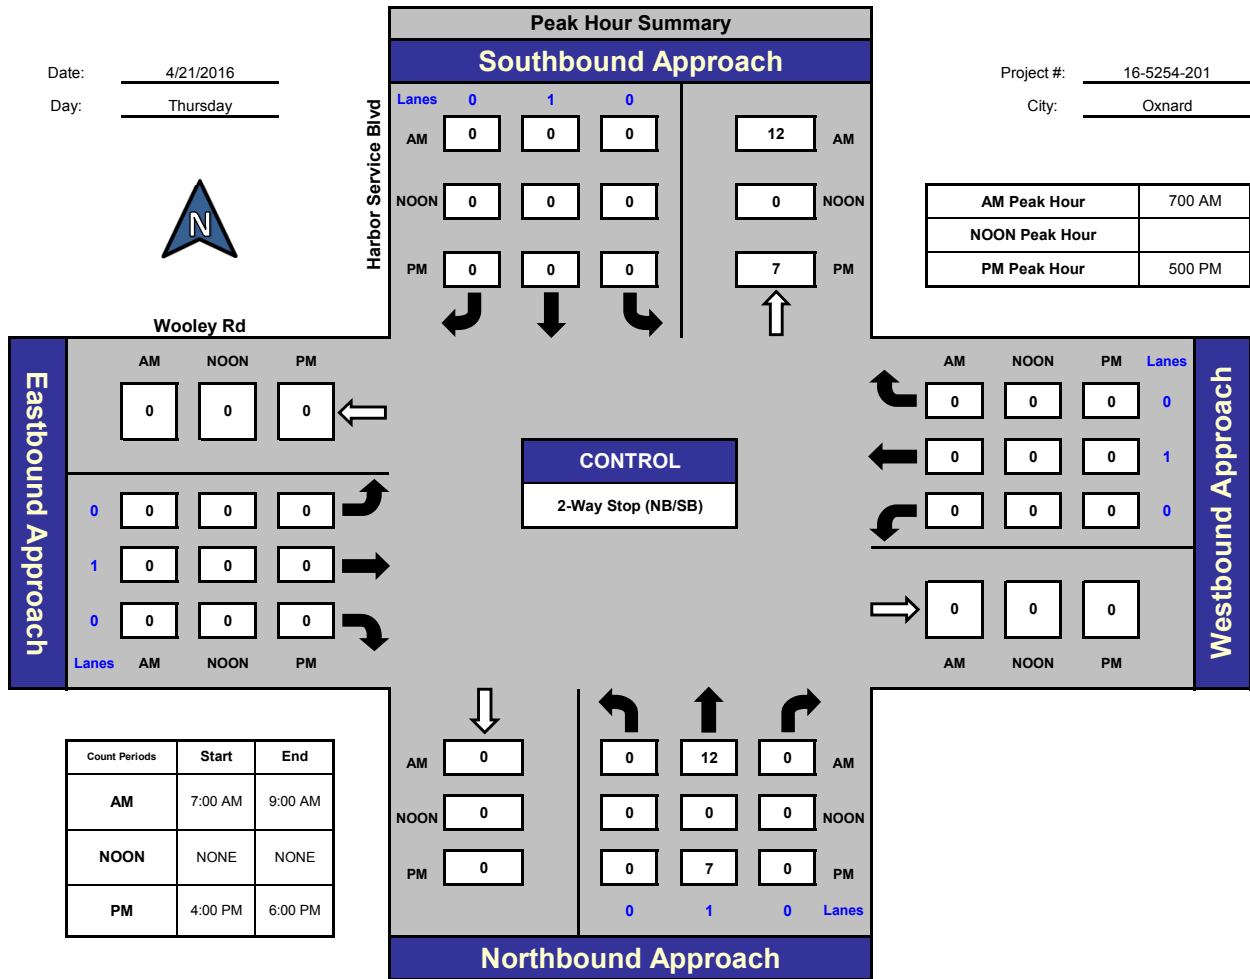 Peak Hour Summary
Southbound Approach
Date: 4/21/2016
Day: Thursday
Project #: 16-5254-201
City: Oxnard
Harbor Service Blvd
Lanes 0 1 0
AM 0 0 0 12 AM
NOON 0 0 0 0 NOON
PM 0 0 0 7 PM
N
AM Peak Hour 700 AM
NOON Peak Hour
PM Peak Hour 500 PM
Wooley Rd
Eastbound Approach
AM NOON PM
0 0 0
0 0 0 0
1 0 0 0
0 0 0 0
Lanes AM NOON PM
CONTROL
2-Way Stop (NB/SB)
AM NOON PM Lanes
0 0 0 0
0 0 0 1
0 0 0 0
0 0 0
AM NOON PM
Westbound Approach
Count Periods Start End
AM 7:00 AM 9:00 AM
NOON NONE NONE
PM 4:00 PM 6:00 PM
AM 0 0 12 0 AM
NOON 0 0 0 0 NOON
PM 0 0 7 0 PM
0 1 0 Lanes
Northbound Approach